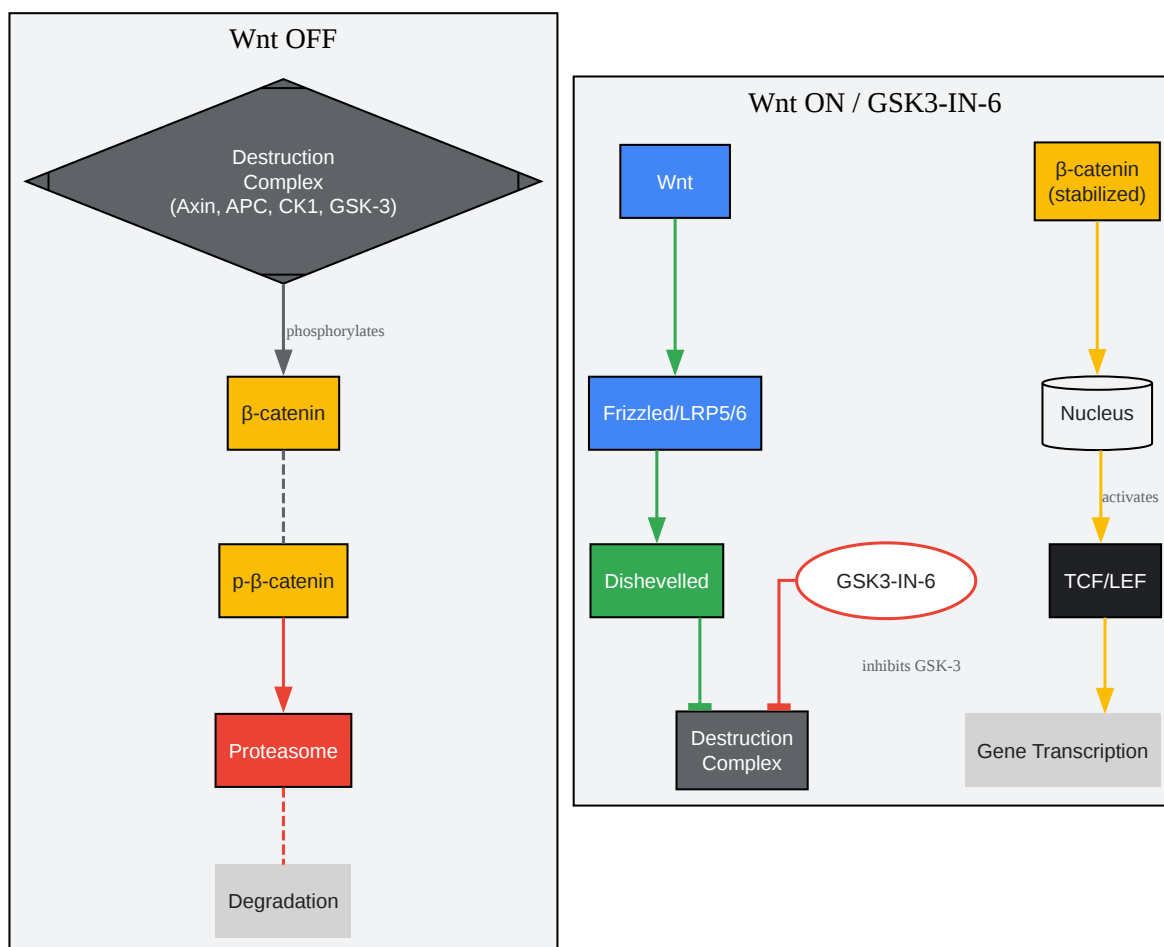 Wnt OFF
Destruction
Complex
(Axin, APC, CK1, GSK-3)
phosphorylates
β-catenin
p-β-catenin
Proteasome
Degradation
Wnt ON / GSK3-IN-6
Wnt
Frizzled/LRP5/6
Dishevelled
GSK3-IN-6
inhibits GSK-3
Destruction
Complex
β-catenin
(stabilized)
Nucleus
activates
TCF/LEF
Gene Transcription